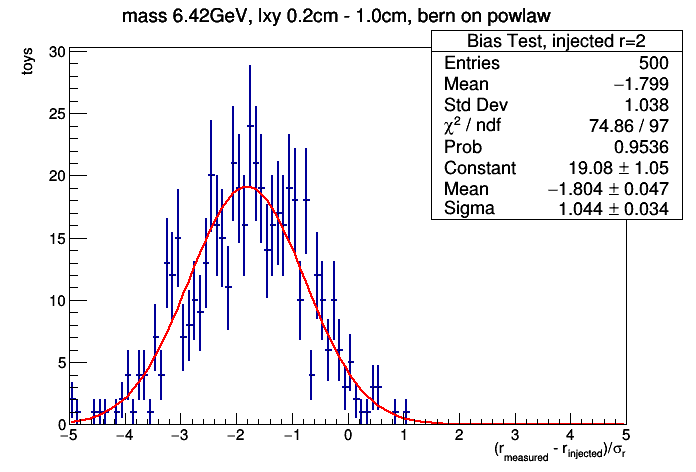 mass 6.42GeV, lxy 0.2cm - 1.0cm, bern on powlaw
Bias Test, injected r=2
Entries 500
Mean −1.799
Std Dev 1.038
χ² / ndf 74.86 / 97
Prob 0.9536
Constant 19.08 ± 1.05
Mean −1.804 ± 0.047
Sigma 1.044 ± 0.034
toys
30
25
20
15
10
5
0
−5 −4 −3 −2 −1 0 1 2 3 4 5
(r_measured - r_injected)/σ_r